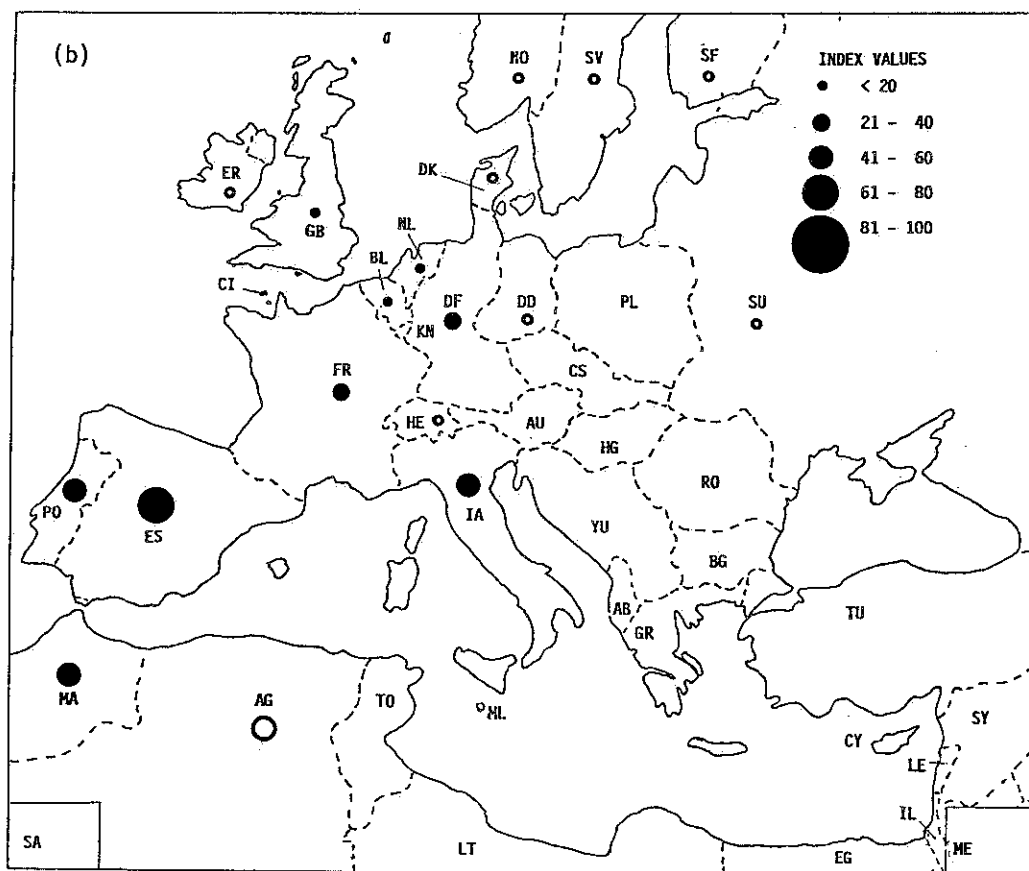 (b)
NO SV SF
INDEX VALUES
< 20
21 - 40
41 - 60
61 - 80
81 - 100
ER
DK
GB
NL
BL
CI
DF
DD
PL
SU
KN
FR
CS
HE
AU
HG
RO
PO
ES
IA
YU
BG
AB
GR
TU
MA
AG
TO
ML
CY
SY
LE
IL
SA
LT
EG
ME